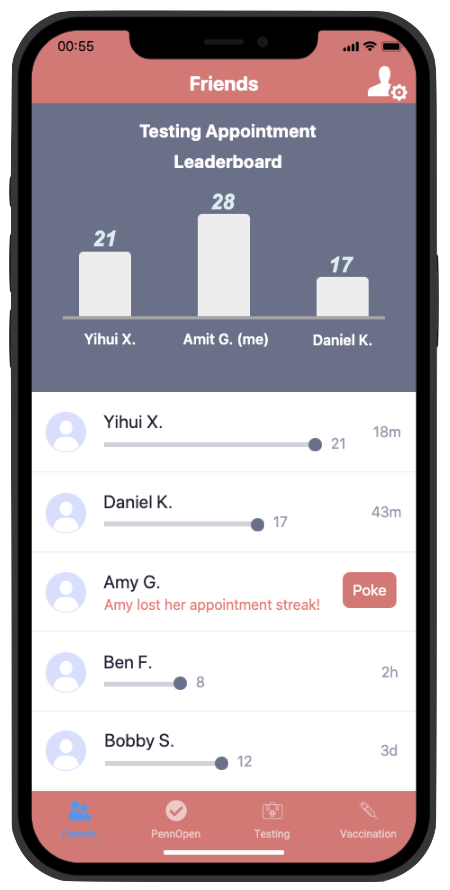 00:55
Friends
Testing Appointment
Leaderboard
21
28
17
Yihui X.
Amit G. (me)
Daniel K.
Yihui X.
21
18m
Daniel K.
17
43m
Amy G.
Amy lost her appointment streak!
Poke
Ben F.
8
2h
Bobby S.
12
3d
Friends
PennOpen
Testing
Vaccination